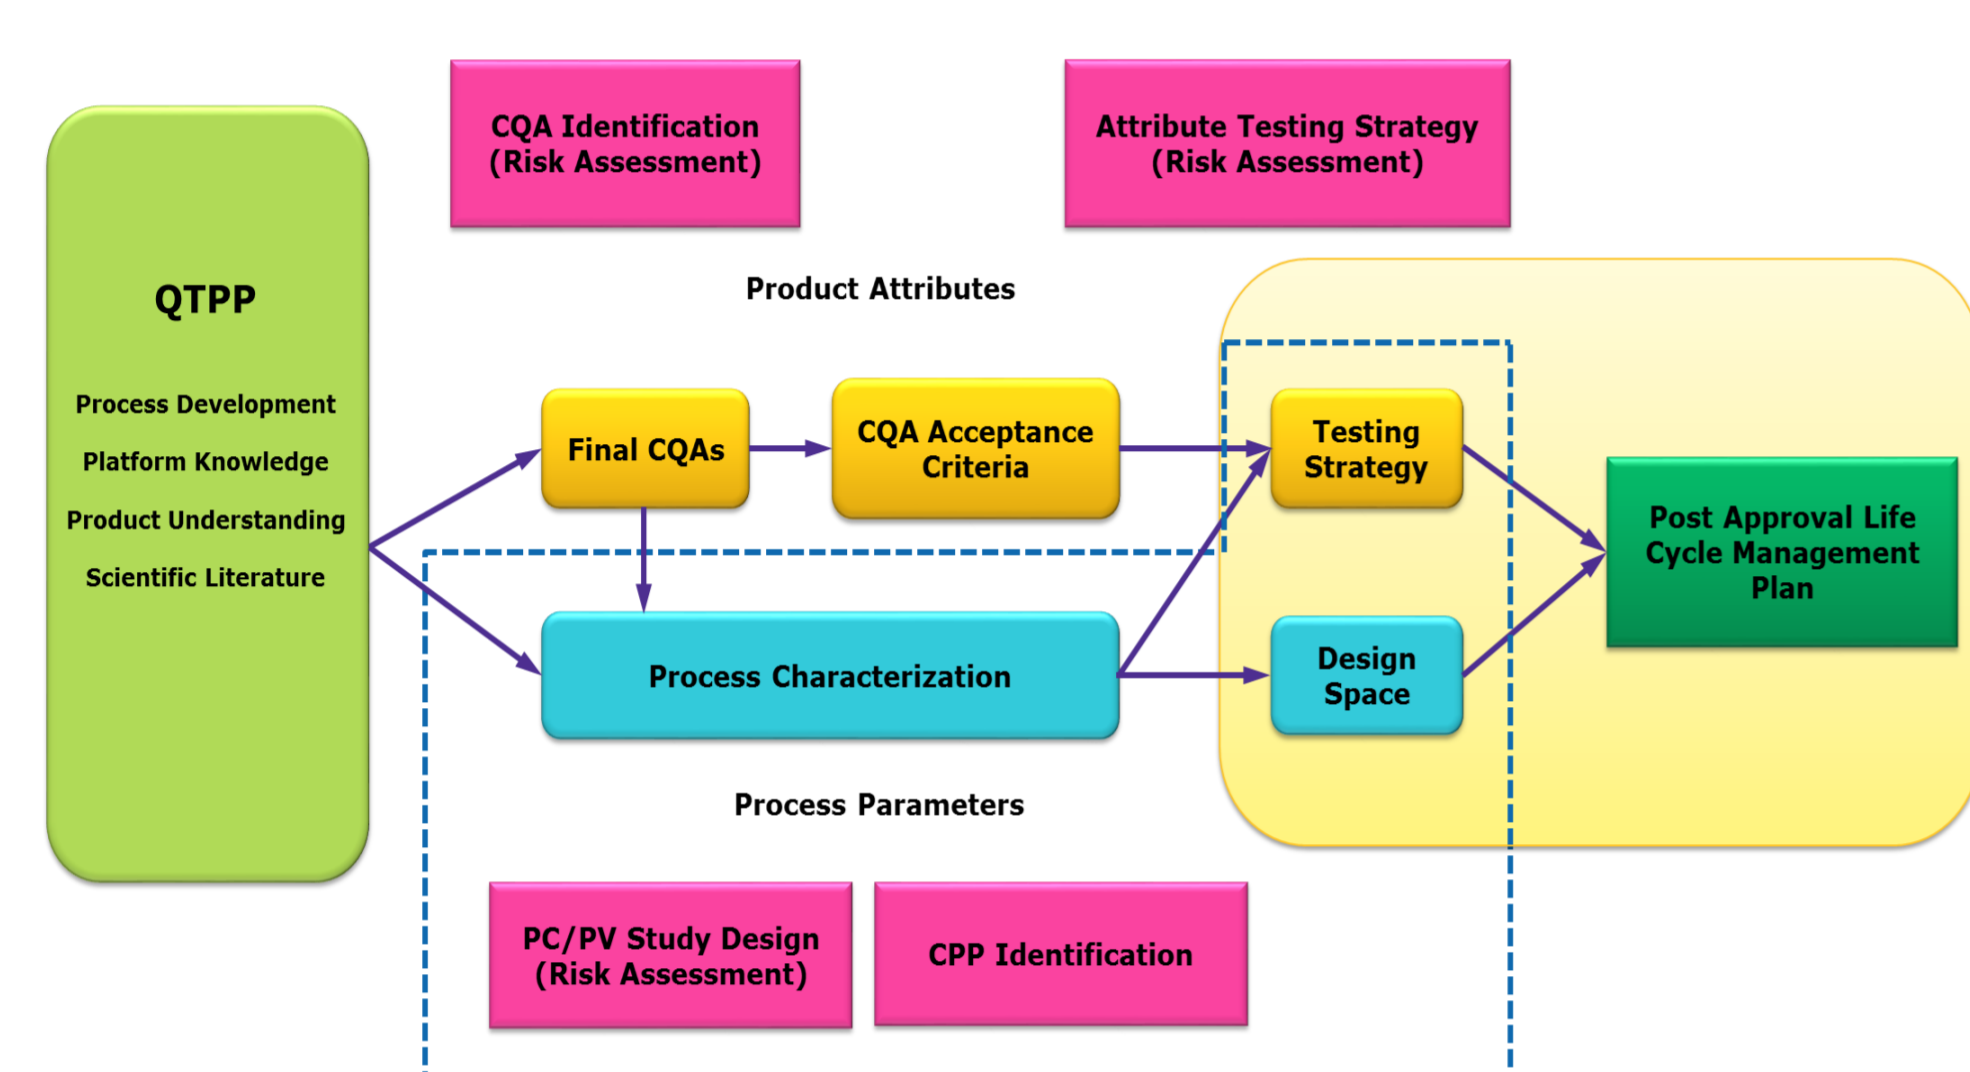 QTPP
Process Development
Platform Knowledge
Product Understanding
Scientific Literature
CQA Identification
(Risk Assessment)
Attribute Testing Strategy
(Risk Assessment)
Product Attributes
Final CQAs
CQA Acceptance
Criteria
Testing
Strategy
Process Characterization
Design
Space
Post Approval Life
Cycle Management
Plan
Process Parameters
PC/PV Study Design
(Risk Assessment)
CPP Identification